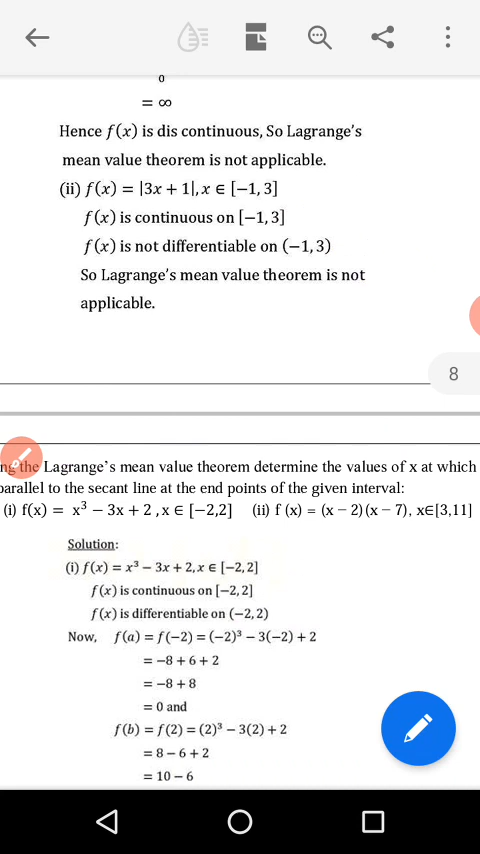 0
= ∞
Hence f(x) is dis continuous, So Lagrange's
mean value theorem is not applicable.
(ii) f(x) = |3x + 1|, x ∈ [−1, 3]
f(x) is continuous on [−1, 3]
f(x) is not differentiable on (−1, 3)
So Lagrange's mean value theorem is not
applicable.
8
ng the Lagrange's mean value theorem determine the values of x at which
parallel to the secant line at the end points of the given interval:
(i) f(x) = x³ − 3x + 2 , x ∈ [−2,2] (ii) f (x) = (x − 2)(x − 7), x∈[3,11]
Solution:
(i) f(x) = x³ − 3x + 2, x ∈ [−2, 2]
f(x) is continuous on [−2, 2]
f(x) is differentiable on (−2, 2)
Now, f(a) = f(−2) = (−2)³ − 3(−2) + 2
= −8 + 6 + 2
= −8 + 8
= 0 and
f(b) = f(2) = (2)³ − 3(2) + 2
= 8 − 6 + 2
= 10 − 6